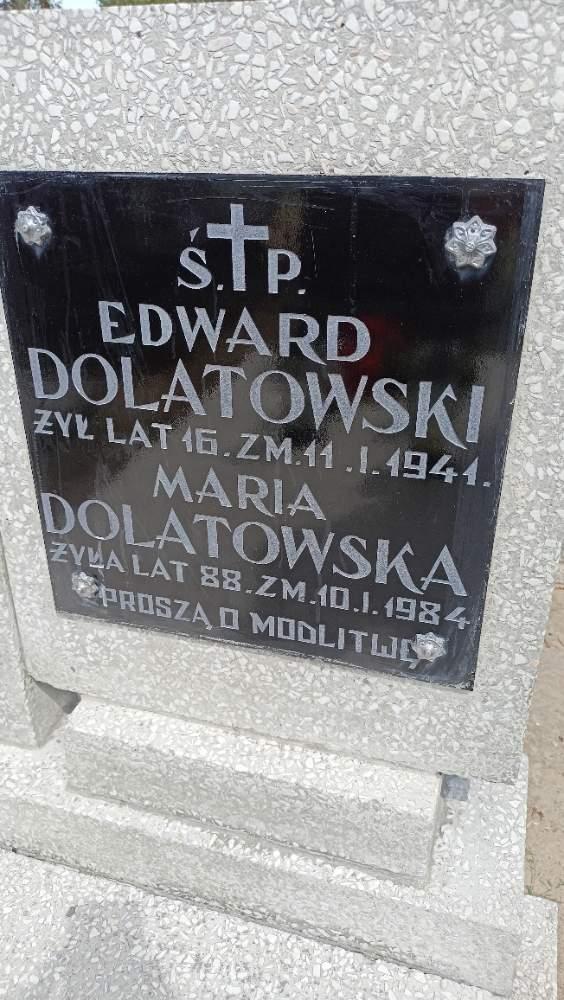 Ś. P.
EDWARD
DOLATOWSKI
ŻYŁ LAT 16. ZM. 11. I. 1941.
MARIA
DOLATOWSKA
ŻYŁA LAT 88. ZM. 10. I. 1984
PROSZĄ O MODLITWĘ